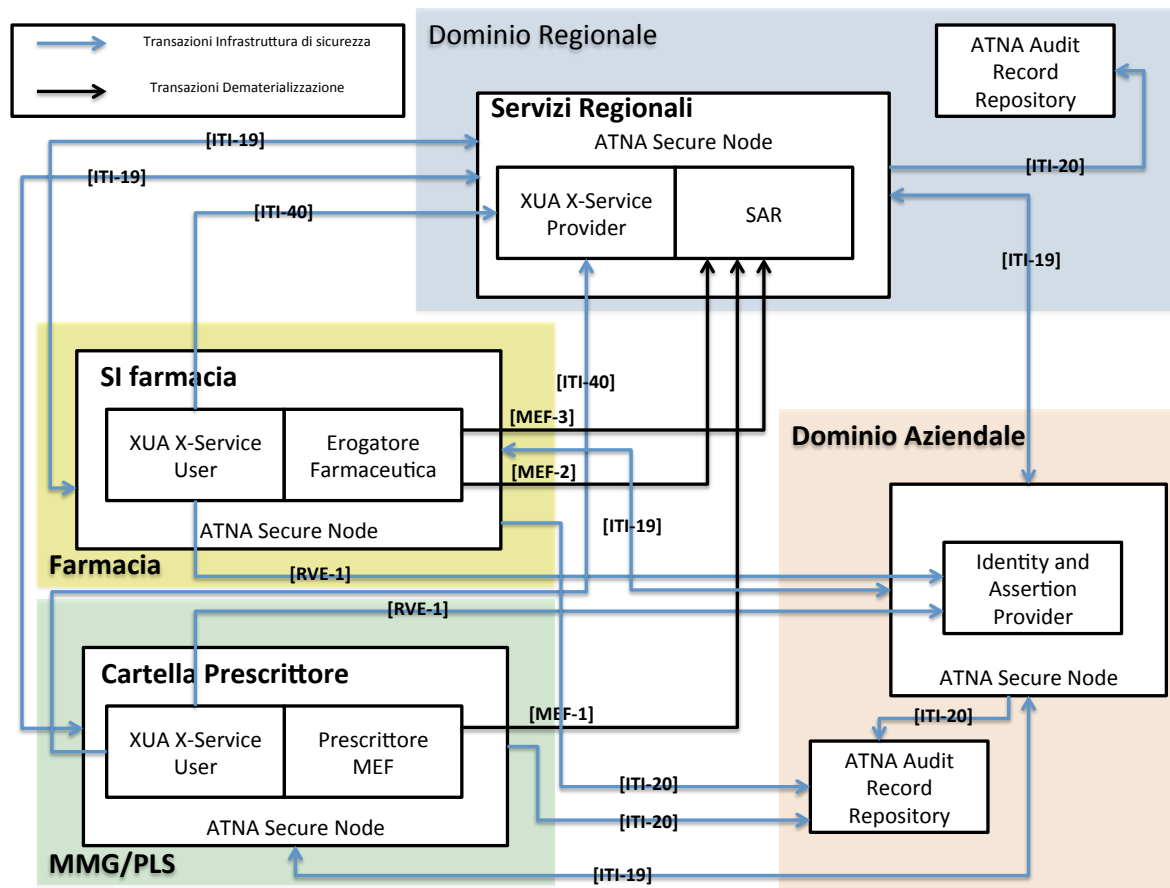 Transazioni Infrastruttura di sicurezza
Transazioni Dematerializzazione
Dominio Regionale
ATNA Audit
Record
Repository
Servizi Regionali
ATNA Secure Node
XUA X-Service
Provider
SAR
[ITI-19]
[ITI-19]
[ITI-40]
[ITI-20]
[ITI-19]
[ITI-40]
SI farmacia
XUA X-Service
User
Erogatore
Farmaceutica
ATNA Secure Node
Farmacia
[MEF-3]
[MEF-2]
[ITI-19]
[RVE-1]
[RVE-1]
Dominio Aziendale
Identity and
Assertion
Provider
ATNA Secure Node
[ITI-20]
ATNA Audit
Record
Repository
Cartella Prescrittore
XUA X-Service
User
Prescrittore
MEF
ATNA Secure Node
MMG/PLS
[MEF-1]
[ITI-20]
[ITI-20]
[ITI-19]